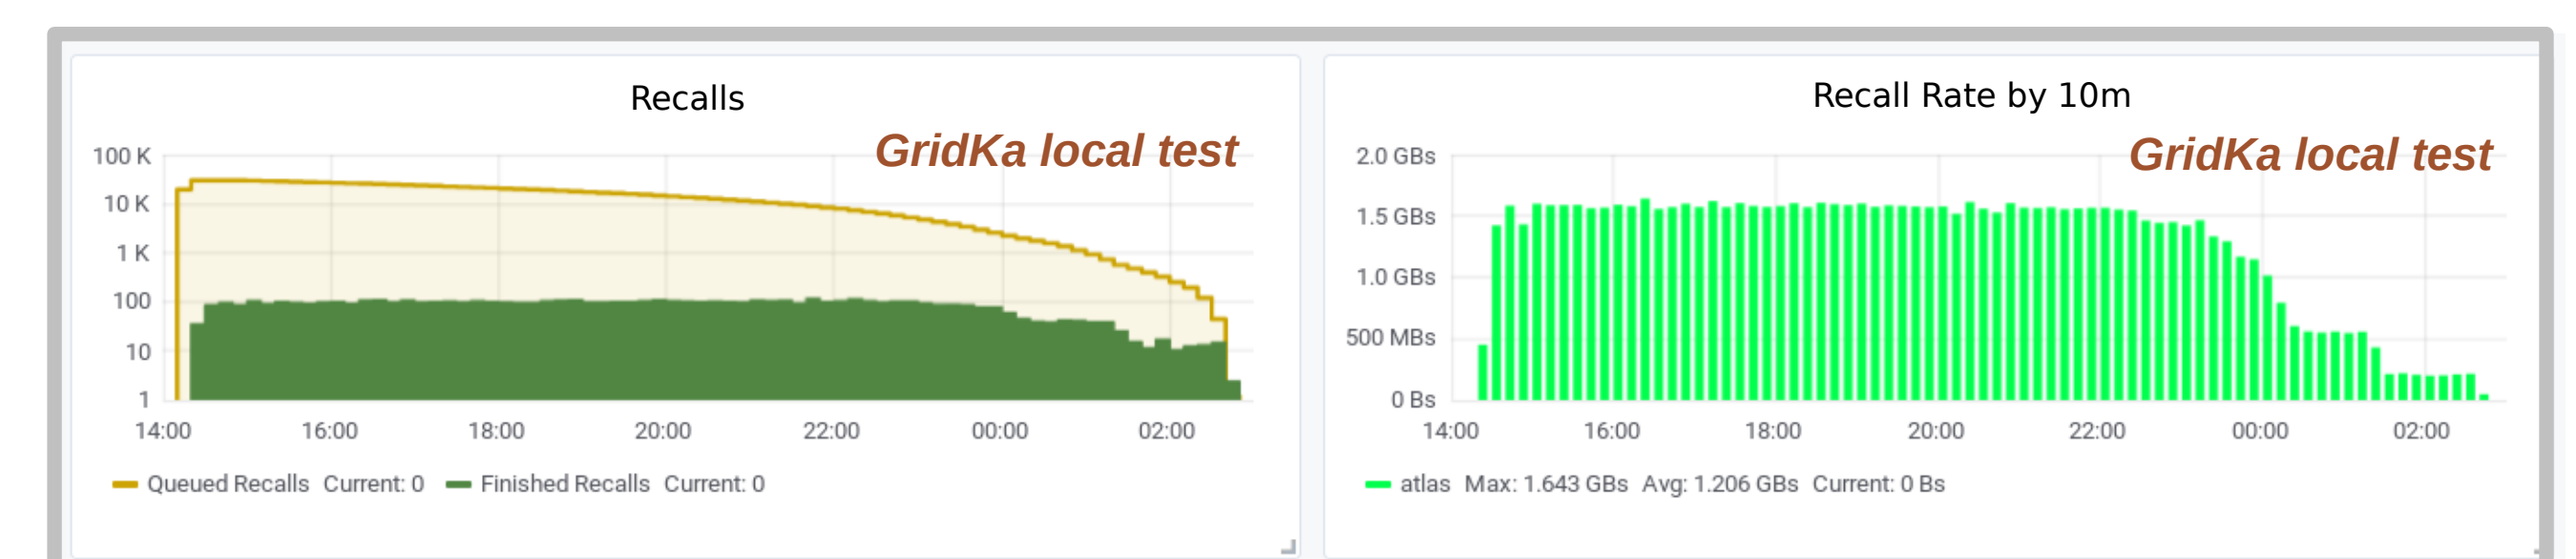 Recalls
GridKa local test
100 K
10 K
1 K
100
10
1
14:00 16:00 18:00 20:00 22:00 00:00 02:00
Queued Recalls Current: 0 Finished Recalls Current: 0
Recall Rate by 10m
GridKa local test
2.0 GBs
1.5 GBs
1.0 GBs
500 MBs
0 Bs
14:00 16:00 18:00 20:00 22:00 00:00 02:00
atlas Max: 1.643 GBs Avg: 1.206 GBs Current: 0 Bs